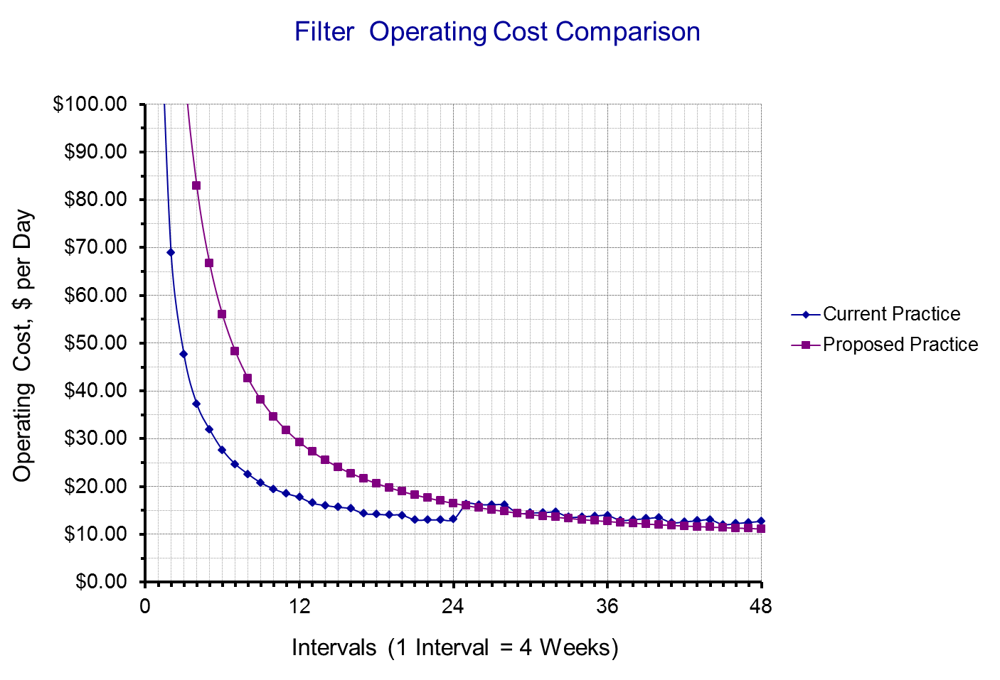 Filter Operating Cost Comparison
$100.00
$90.00
$80.00
$70.00
$60.00
$50.00
$40.00
$30.00
$20.00
$10.00
$0.00
Operating Cost, $ per Day
0 12 24 36 48
Intervals (1 Interval = 4 Weeks)
Current Practice
Proposed Practice